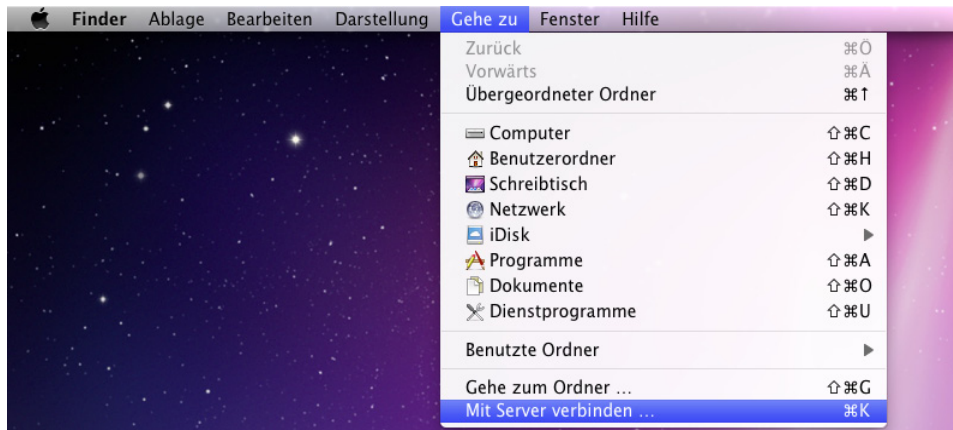 Finder Ablage Bearbeiten Darstellung Gehe zu Fenster Hilfe
Zurück ⌘Ö
Vorwärts ⌘Ä
Übergeordneter Ordner ⌘↑
Computer ⇧⌘C
Benutzerordner ⇧⌘H
Schreibtisch ⇧⌘D
Netzwerk ⇧⌘K
iDisk ▶
Programme ⇧⌘A
Dokumente ⇧⌘O
Dienstprogramme ⇧⌘U
Benutzte Ordner ▶
Gehe zum Ordner ... ⇧⌘G
Mit Server verbinden ... ⌘K